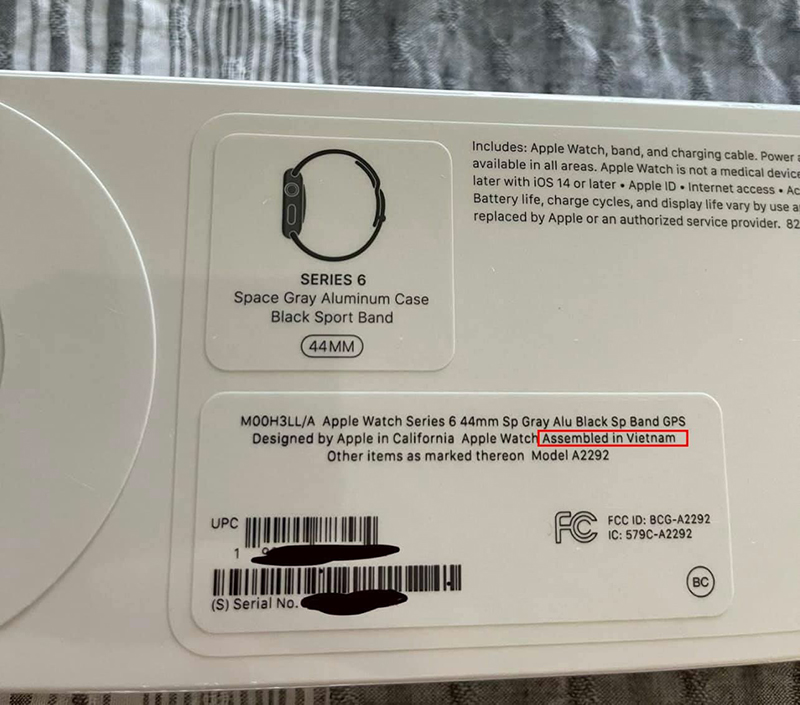 Includes: Apple Watch, band, and charging cable. Power
available in all areas. Apple Watch is not a medical device
later with iOS 14 or later • Apple ID • Internet access •
Battery life, charge cycles, and display life vary by use
replaced by Apple or an authorized service provider. 82
SERIES 6
Space Gray Aluminum Case
Black Sport Band
44MM
M00H3LL/A Apple Watch Series 6 44mm Sp Gray Alu Black Sp Band GPS
Designed by Apple in California Apple Watch Assembled in Vietnam
Other items as marked thereon Model A2292
UPC
1 9
(S) Serial No.
FC
FCC ID: BCG-A2292
IC: 579C-A2292
BC